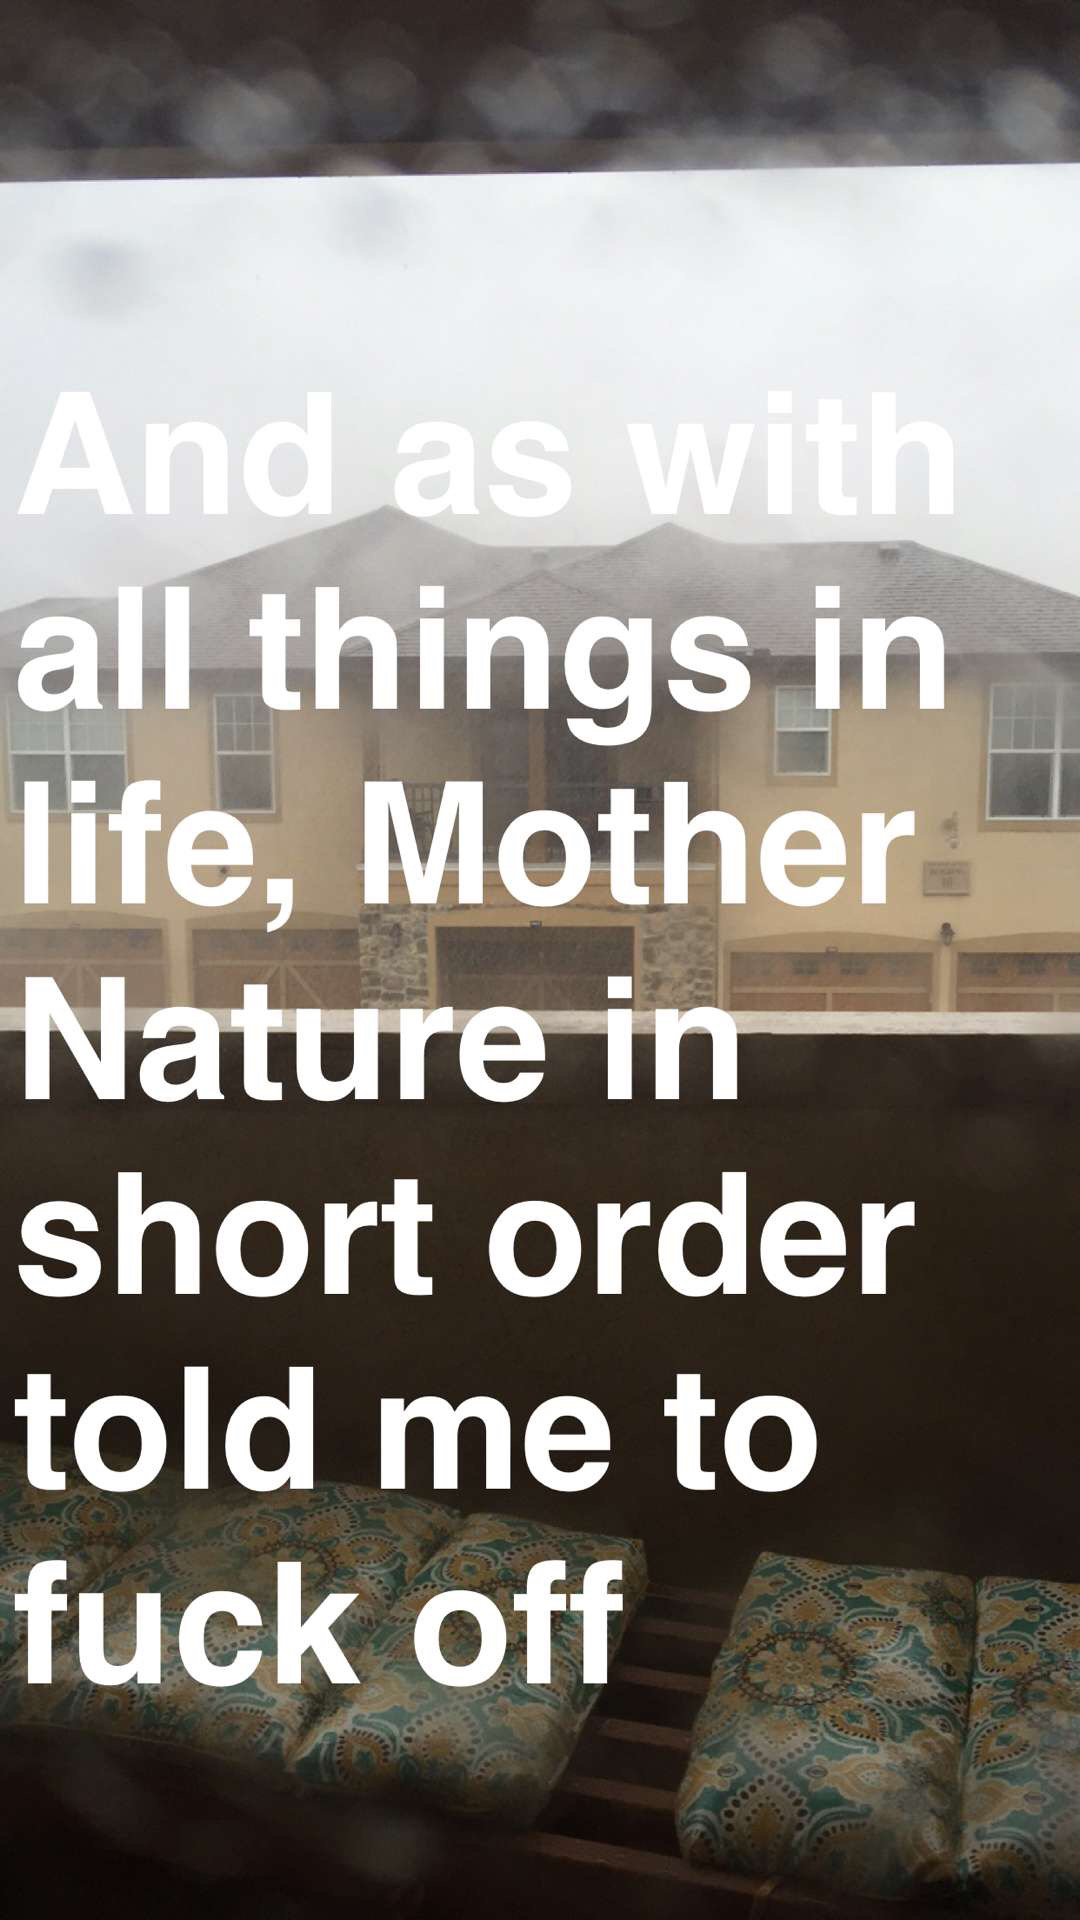 And as with
all things in
life, Mother
Nature in
short order
told me to
fuck off